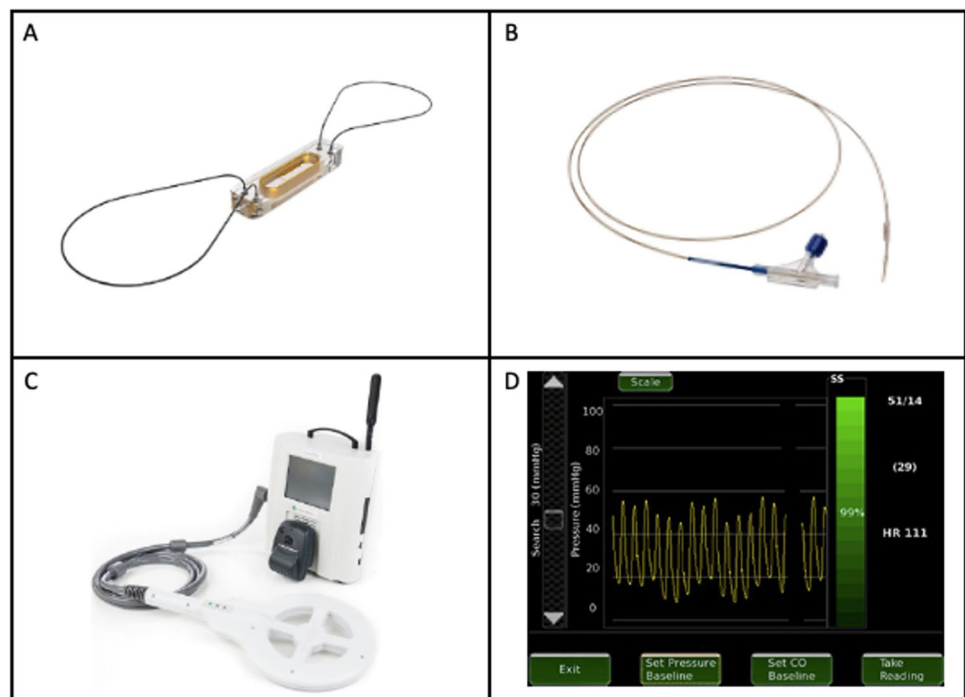 A
B
C
D
Scale
SS
51/14
100
80
60
40
20
0
Search 30 (mmHg)
Pressure (mmHg)
(29)
99%
HR 111
Exit
Set Pressure
Baseline
Set CO
Baseline
Take
Reading